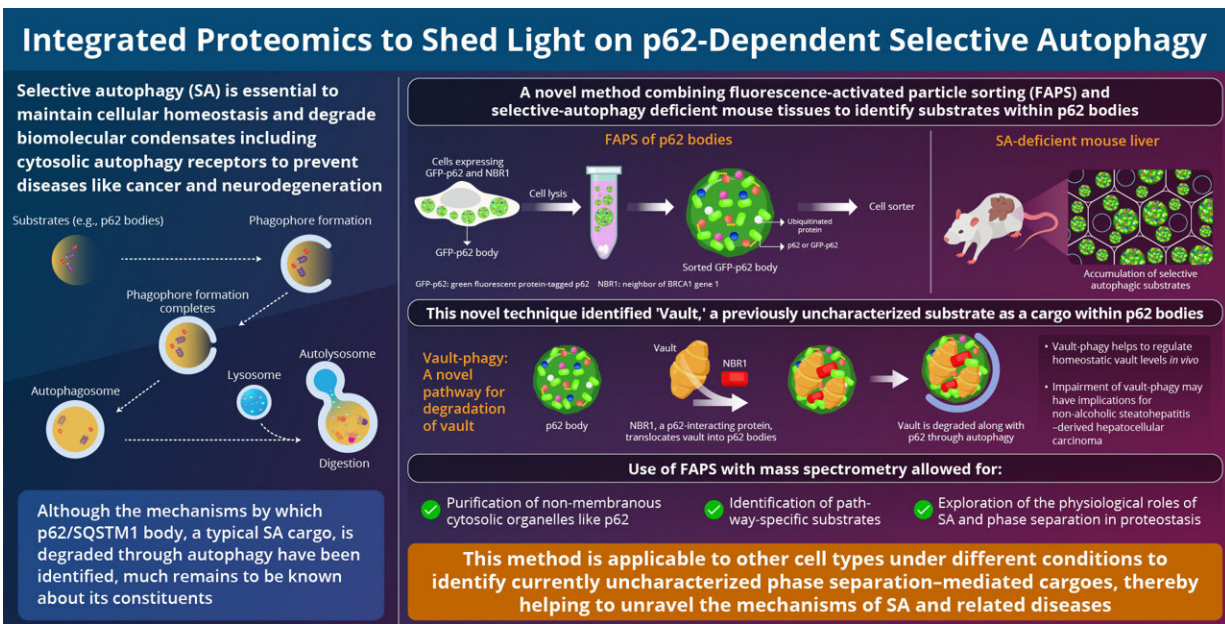 Integrated Proteomics to Shed Light on p62-Dependent Selective Autophagy
Selective autophagy (SA) is essential to
maintain cellular homeostasis and degrade
biomolecular condensates including
cytosolic autophagy receptors to prevent
diseases like cancer and neurodegeneration
Substrates (e.g., p62 bodies)
Phagophore formation
Phagophore formation
completes
Autolysosome
Lysosome
Autophagosome
Digestion
Although the mechanisms by which
p62/SQSTM1 body, a typical SA cargo, is
degraded through autophagy have been
identified, much remains to be known
about its constituents
A novel method combining fluorescence-activated particle sorting (FAPS) and
selective-autophagy deficient mouse tissues to identify substrates within p62 bodies
FAPS of p62 bodies
Cells expressing
GFP-p62 and NBR1
Cell lysis
GFP-p62 body
Ubiquitinated
protein
p62 or GFP-p62
Sorted GFP-p62 body
Cell sorter
GFP-p62: green fluorescent protein-tagged p62 NBR1: neighbor of BRCA1 gene 1
SA-deficient mouse liver
Accumulation of selective
autophagic substrates
This novel technique identified 'Vault,' a previously uncharacterized substrate as a cargo within p62 bodies
Vault-phagy:
A novel
pathway for
degradation
of vault
p62 body
Vault
NBR1
NBR1, a p62-interacting protein,
translocates vault into p62 bodies
Vault is degraded along with
p62 through autophagy
• Vault-phagy helps to regulate
homeostatic vault levels in vivo
• Impairment of vault-phagy may
have implications for
non-alcoholic steatohepatitis
–derived hepatocellular
carcinoma
Use of FAPS with mass spectrometry allowed for:
Purification of non-membranous
cytosolic organelles like p62
Identification of path-
way-specific substrates
Exploration of the physiological roles of
SA and phase separation in proteostasis
This method is applicable to other cell types under different conditions to
identify currently uncharacterized phase separation–mediated cargoes, thereby
helping to unravel the mechanisms of SA and related diseases